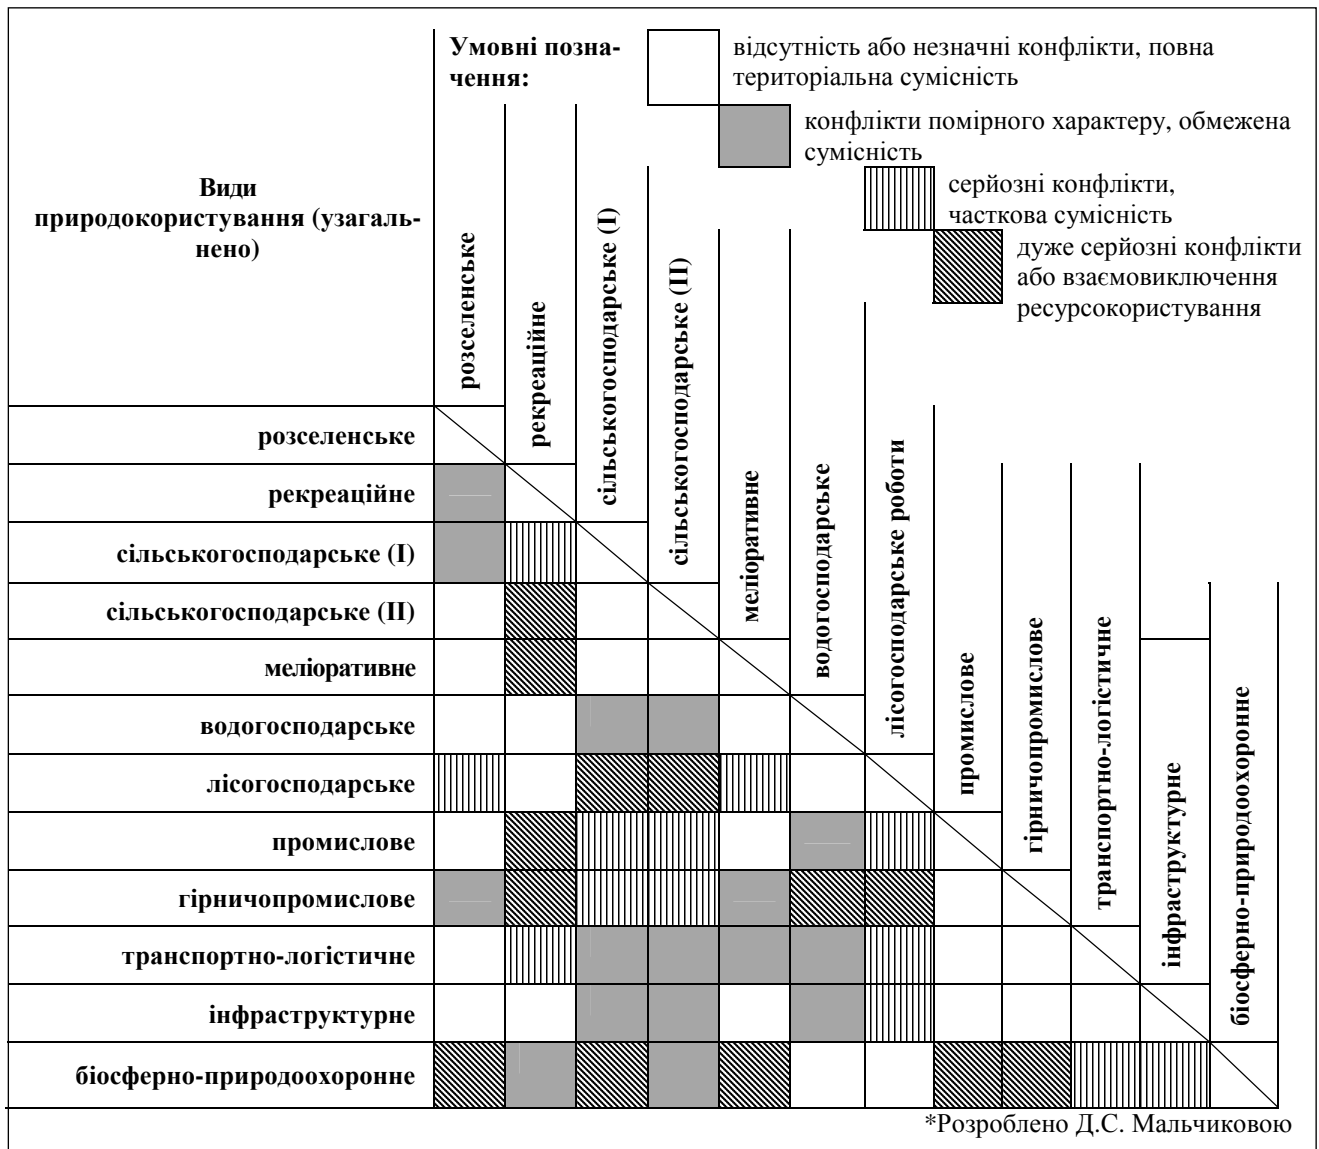 Умовні позна-
чення:
відсутність або незначні конфлікти, повна
територіальна сумісність
конфлікти помірного характеру, обмежена
сумісність
серйозні конфлікти,
часткова сумісність
дуже серйозні конфлікти
або взаємовиключення
ресурсокористування
Види
природокористування (узагаль-
нено)
розселенське
рекреаційне
сільськогосподарське (І)
сільськогосподарське (ІІ)
меліоративне
водогосподарське
лісогосподарське роботи
промислове
гірничопромислове
транспортно-логістичне
інфраструктурне
біосферно-природоохоронне
розселенське
рекреаційне
сільськогосподарське (І)
сільськогосподарське (ІІ)
меліоративне
водогосподарське
лісогосподарське
промислове
гірничопромислове
транспортно-логістичне
інфраструктурне
біосферно-природоохоронне
*Розроблено Д.С. Мальчиковою